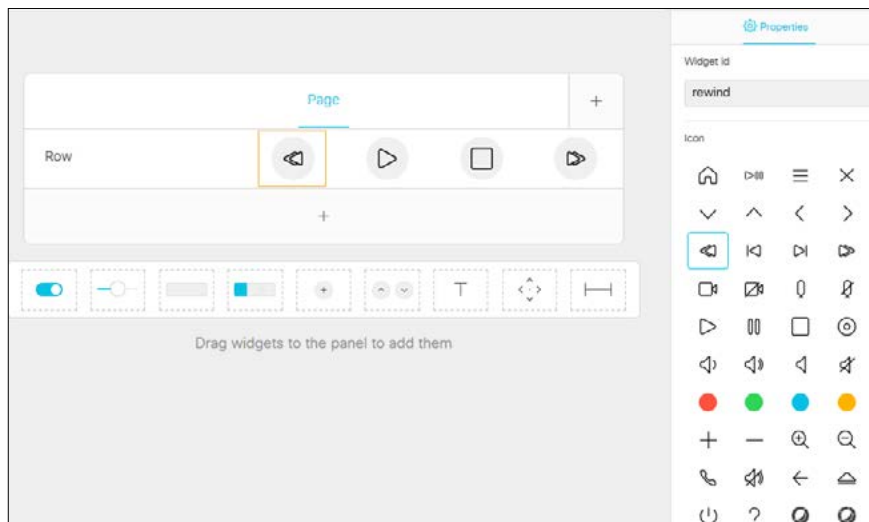 Properties
Widget id
rewind
Icon
Page
Row
Drag widgets to the panel to add them